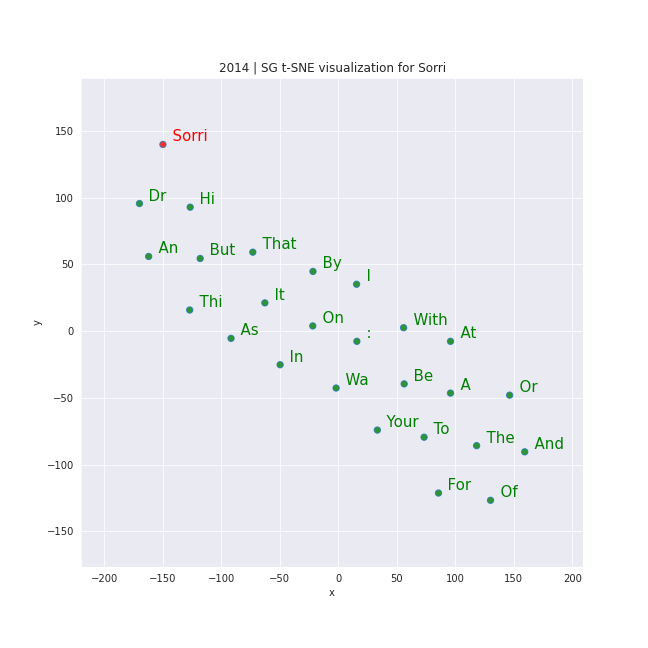 2014 | SG t-SNE visualization for Sorri
150
Sorri
100
Dr
Hi
An
But
That
50
By
I
Thi
It
On
With
0
As
:
At
In
Wa
Be
A
Or
−50
Your
To
The
And
−100
For
Of
−150
y
−200 −150 −100 −50 0 50 100 150 200
x